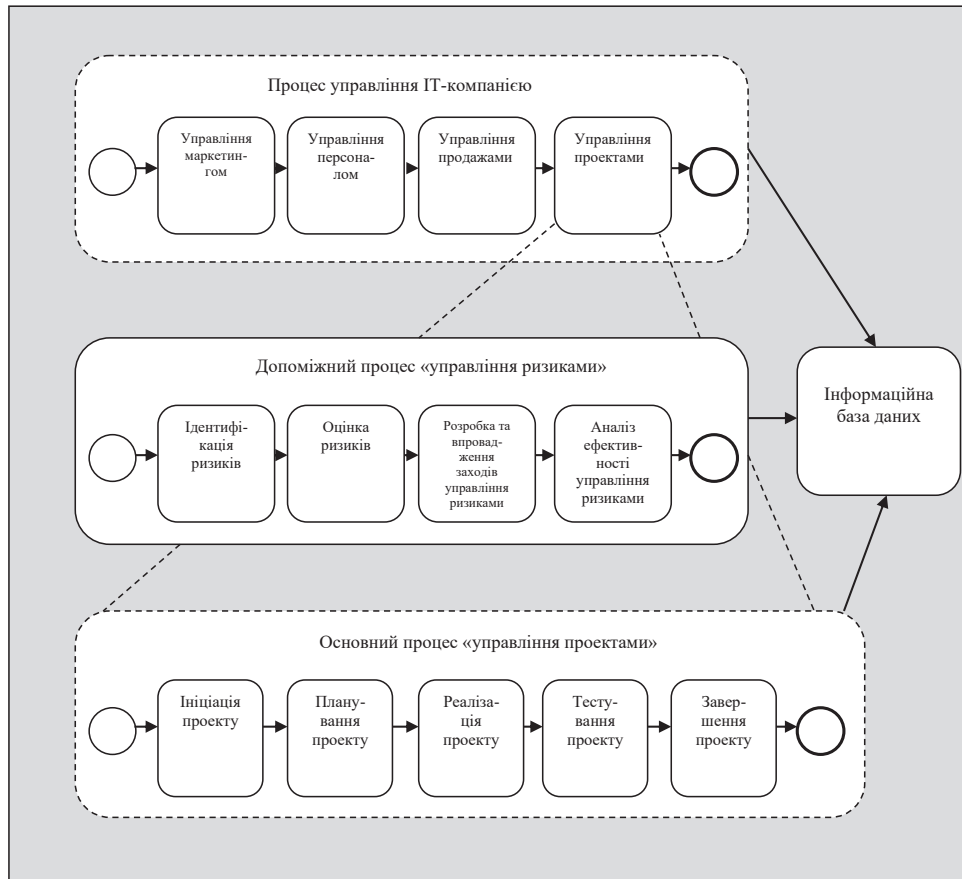 Процес управління ІТ-компанією
Управління
маркетин-
гом
Управління
персона-
лом
Управління
продажами
Управління
проектами
Допоміжний процес «управління ризиками»
Ідентифі-
кація
ризиків
Оцінка
ризиків
Розробка та
впровад-
ження
заходів
управління
ризиками
Аналіз
ефектив-
ності
управління
ризиками
Інформаційна
база даних
Основний процес «управління проектами»
Ініціація
проекту
Плану-
вання
проекту
Реаліза-
ція
проекту
Тесту-
вання
проекту
Завер-
шення
проекту